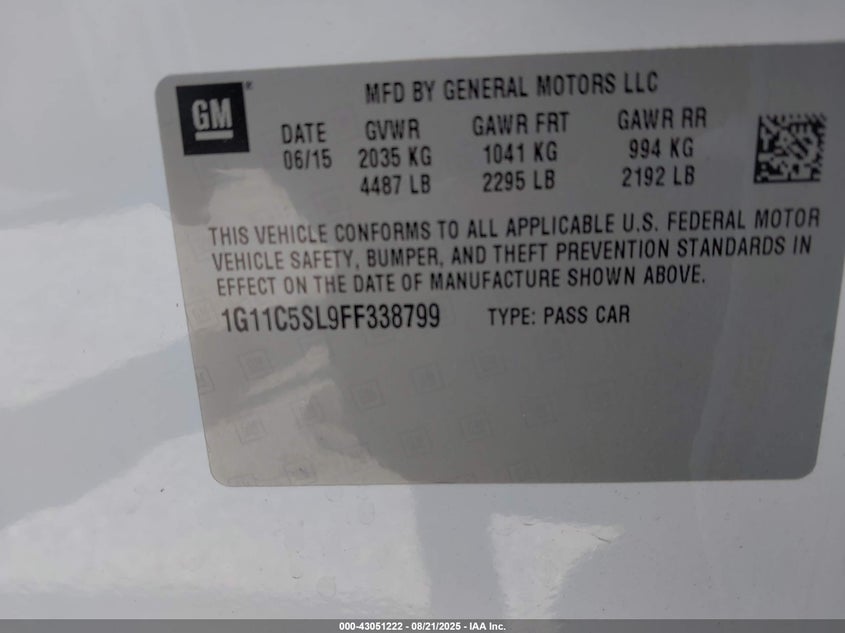 GM
MFD BY GENERAL MOTORS LLC
DATE GVWR GAWR FRT GAWR RR
06/15 2035 KG 1041 KG 994 KG
4487 LB 2295 LB 2192 LB
THIS VEHICLE CONFORMS TO ALL APPLICABLE U.S. FEDERAL MOTOR
VEHICLE SAFETY, BUMPER, AND THEFT PREVENTION STANDARDS IN
EFFECT ON THE DATE OF MANUFACTURE SHOWN ABOVE.
1G11C5SL9FF338799 TYPE: PASS CAR
000-43051222 - 08/21/2025 - IAA Inc.